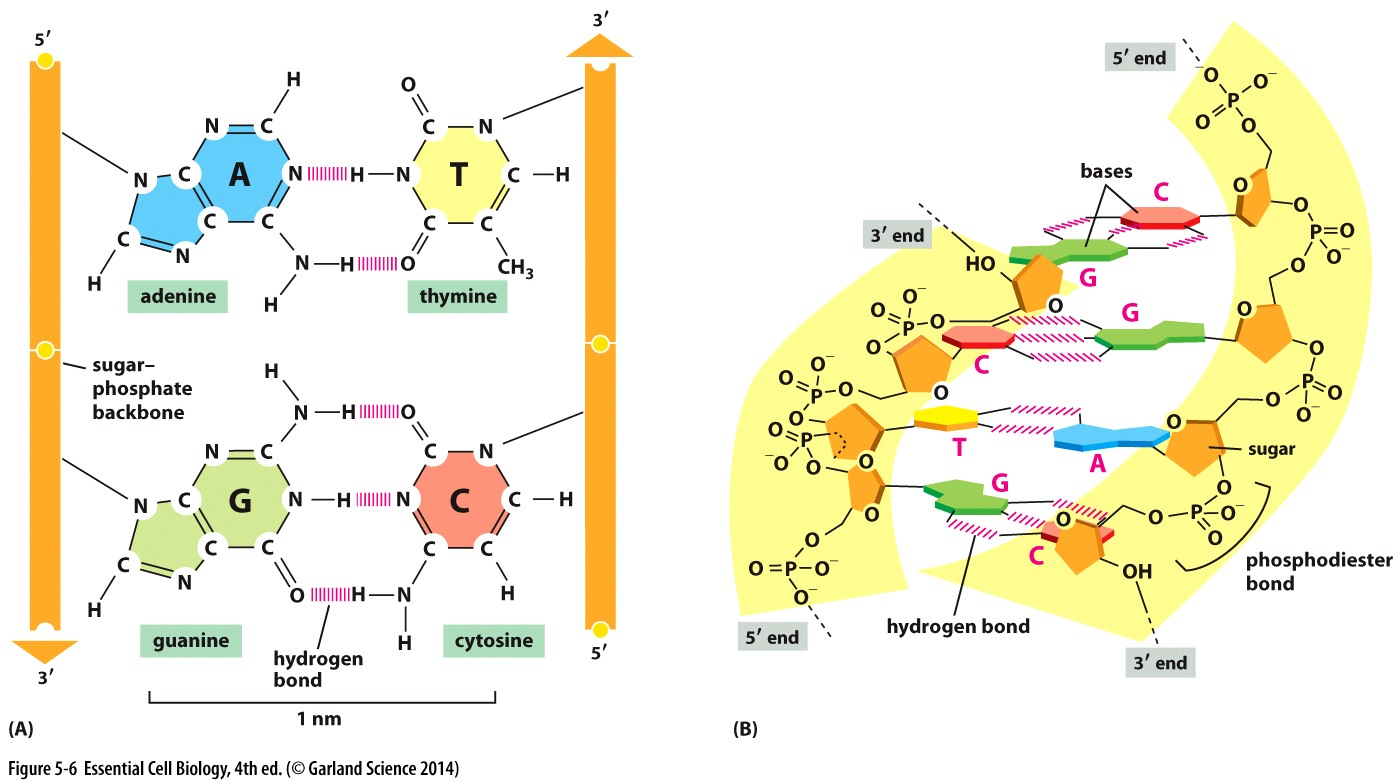 5′
3′
H
O
N
C
C
N
C
A
N
H
N
T
C
H
N
C
C
C
C
C
C
N
N
H
O
CH3
H
H
adenine
thymine
sugar–
phosphate
backbone
H
N
H
O
N
C
C
N
N
C
G
N
H
N
C
C
H
C
C
C
C
C
N
H
O
H
N
H
H
guanine
cytosine
hydrogen
bond
3′
5′
1 nm
(A)
5′ end
⁻O
O⁻
P
O
O
bases
C
O
O
3′ end
P
O
O⁻
HO
G
O
O
O⁻
P
O
O
G
O
C
O
O
O⁻
O
P
O
P
O
O
O⁻
O
O
O
P
⁻O
O
O
T
A
sugar
G
O
O
O
O
P
O⁻
O
O
C
phosphodiester
bond
O
P
O⁻
O⁻
OH
hydrogen bond
5′ end
3′ end
(B)
Figure 5-6 Essential Cell Biology, 4th ed. (© Garland Science 2014)